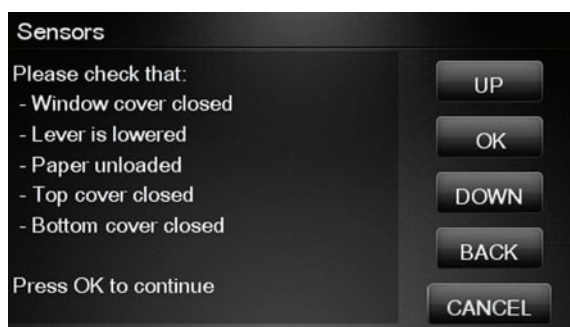 Sensors
Please check that:
- Window cover closed
- Lever is lowered
- Paper unloaded
- Top cover closed
- Bottom cover closed
Press OK to continue
UP
OK
DOWN
BACK
CANCEL